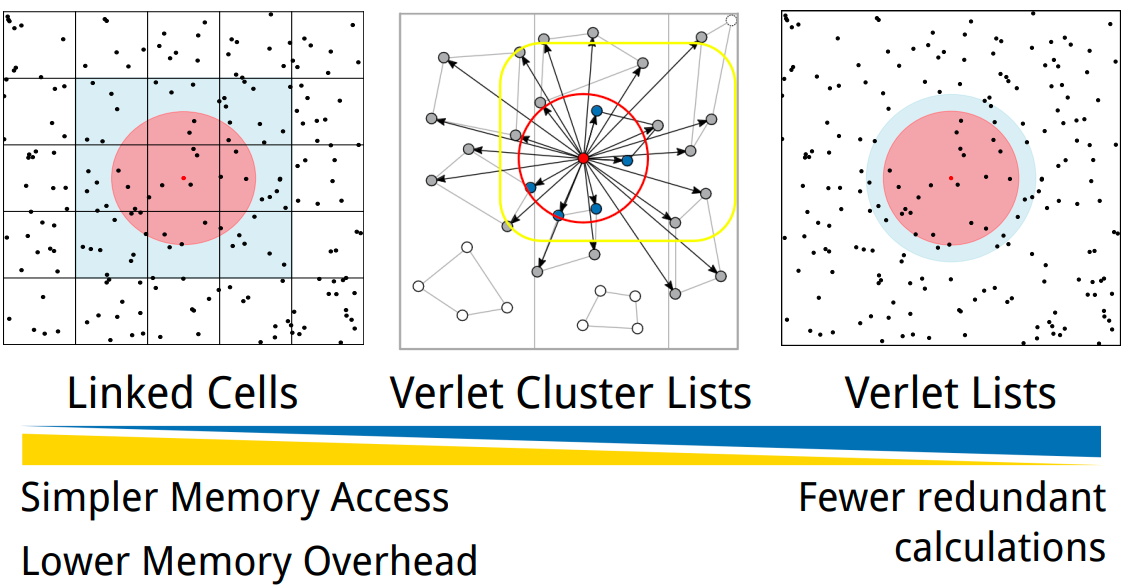 Linked Cells
Verlet Cluster Lists
Verlet Lists
Simpler Memory Access
Lower Memory Overhead
Fewer redundant
calculations